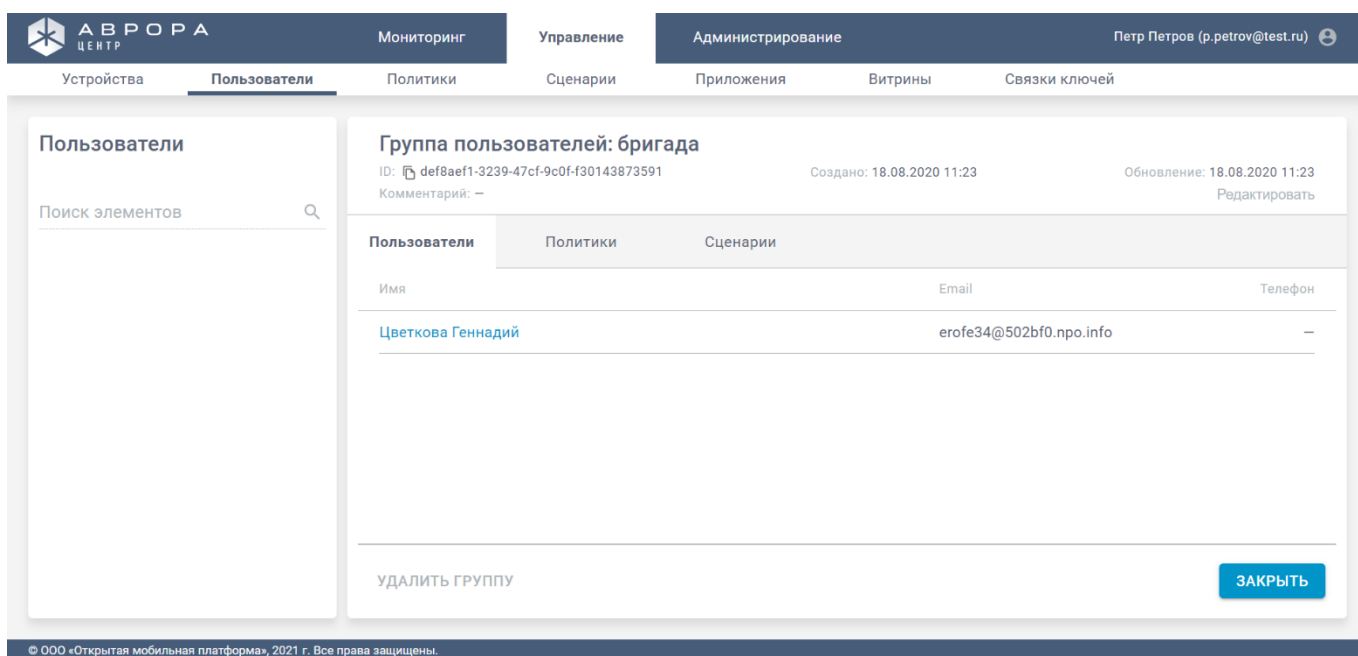 АВРОРА
ЦЕНТР
Мониторинг Управление Администрирование Петр Петров (p.petrov@test.ru)
Устройства Пользователи Политики Сценарии Приложения Витрины Связки ключей
Пользователи
Поиск элементов
Группа пользователей: бригада
ID: def8aef1-3239-47cf-9c0f-f30143873591 Создано: 18.08.2020 11:23 Обновление: 18.08.2020 11:23
Комментарий: — Редактировать
Пользователи Политики Сценарии
Имя Email Телефон
Цветкова Геннадий erofe34@502bf0.npo.info —
УДАЛИТЬ ГРУППУ ЗАКРЫТЬ
© ООО «Открытая мобильная платформа», 2021 г. Все права защищены.